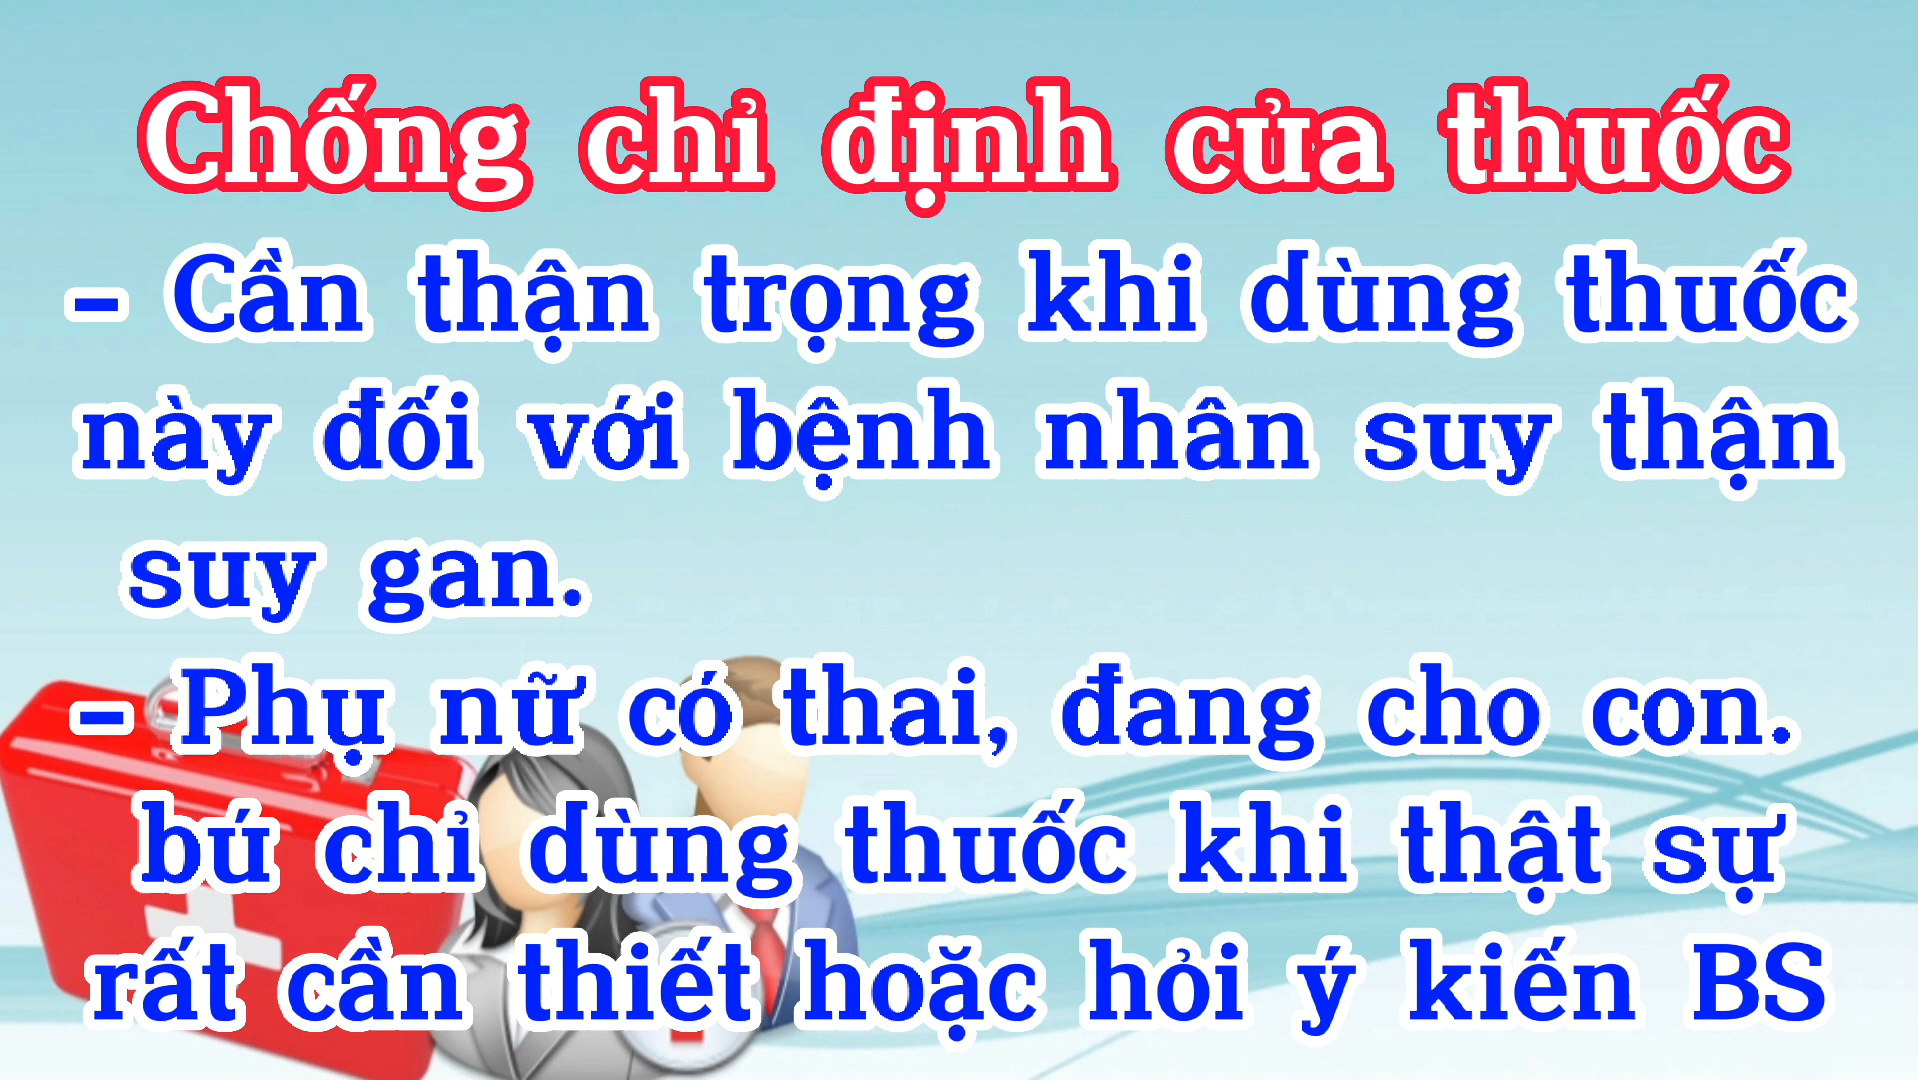 Chống chỉ định của thuốc
- Cần thận trọng khi dùng thuốc
này đối với bệnh nhân suy thận
suy gan.
- Phụ nữ có thai, đang cho con.
bú chỉ dùng thuốc khi thật sự
rất cần thiết hoặc hỏi ý kiến BS